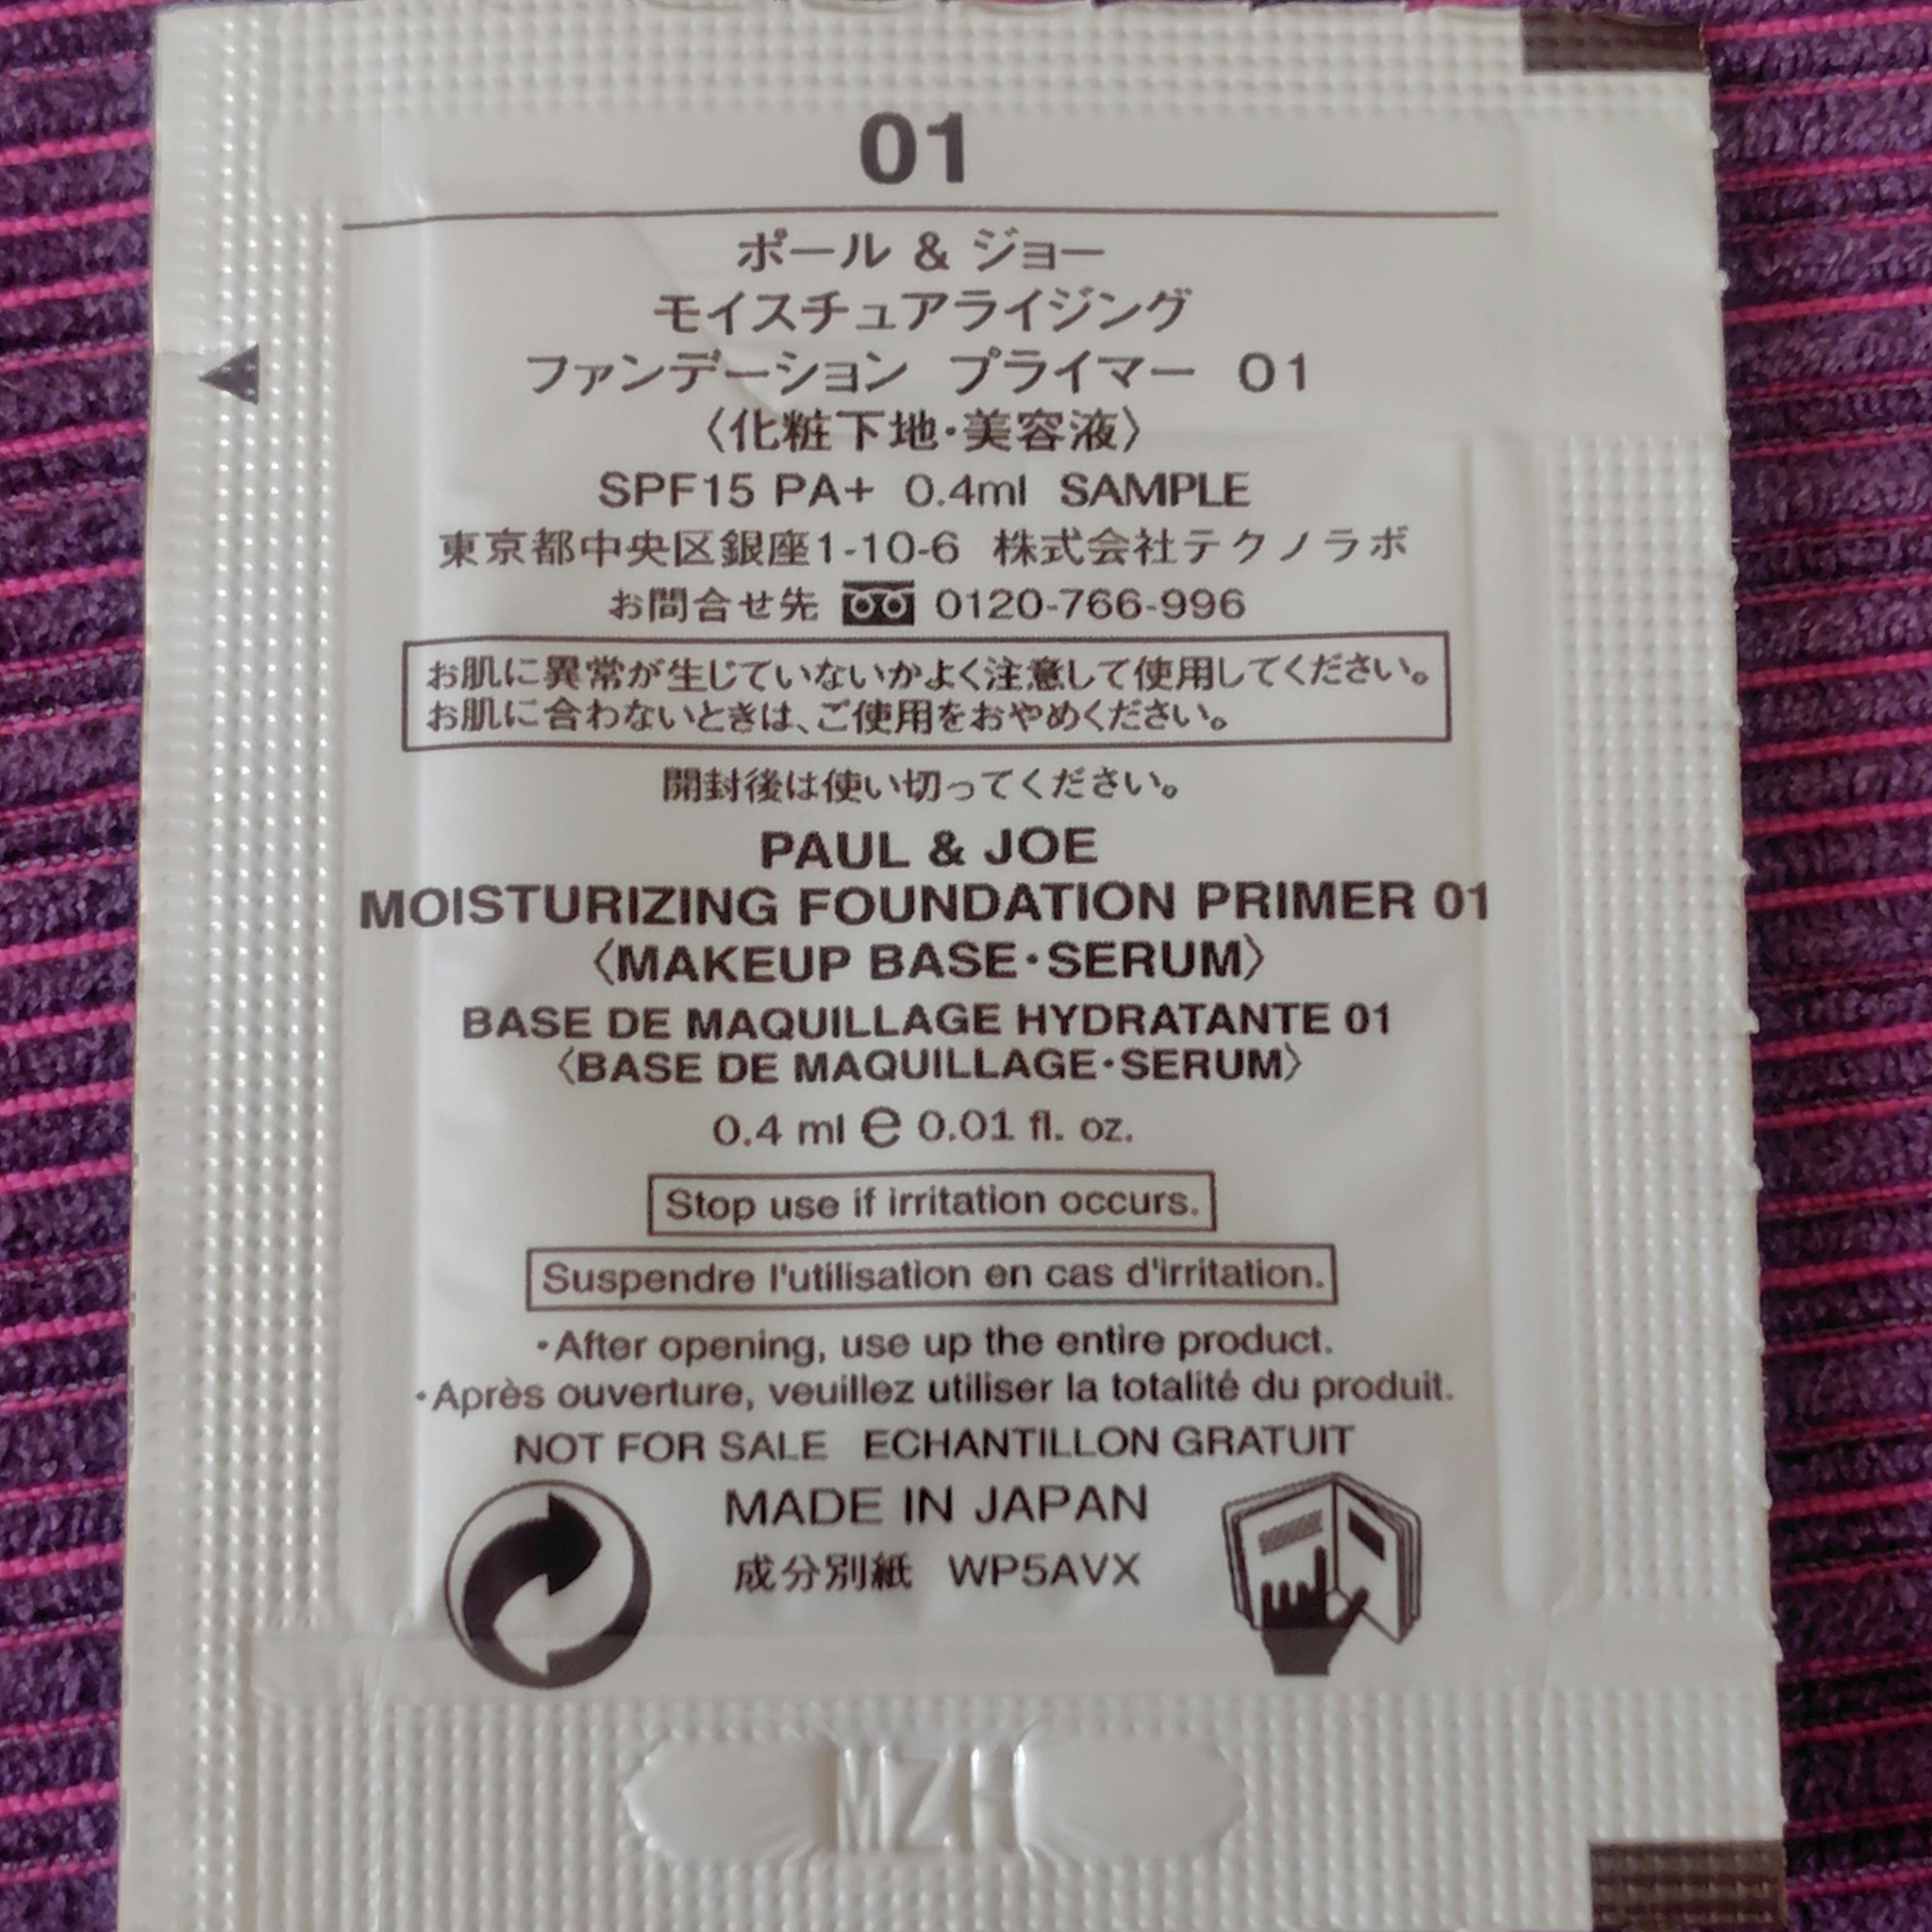 01
ポール & ジョー
モイスチュアライジング
ファンデーション プライマー 01
〈化粧下地・美容液〉
SPF15 PA+ 0.4ml SAMPLE
東京都中央区銀座1-10-6 株式会社テクノラボ
お問合せ先 0120-766-996
お肌に異常が生じていないかよく注意して使用してください。
お肌に合わないときは、ご使用をおやめください。
開封後は使い切ってください。
PAUL & JOE
MOISTURIZING FOUNDATION PRIMER 01
〈MAKEUP BASE・SERUM〉
BASE DE MAQUILLAGE HYDRATANTE 01
〈BASE DE MAQUILLAGE・SERUM〉
0.4 ml ℮ 0.01 fl. oz.
Stop use if irritation occurs.
Suspendre l'utilisation en cas d'irritation.
・After opening, use up the entire product.
・Après ouverture, veuillez utiliser la totalité du produit.
NOT FOR SALE ECHANTILLON GRATUIT
MADE IN JAPAN
成分別紙 WP5AVX